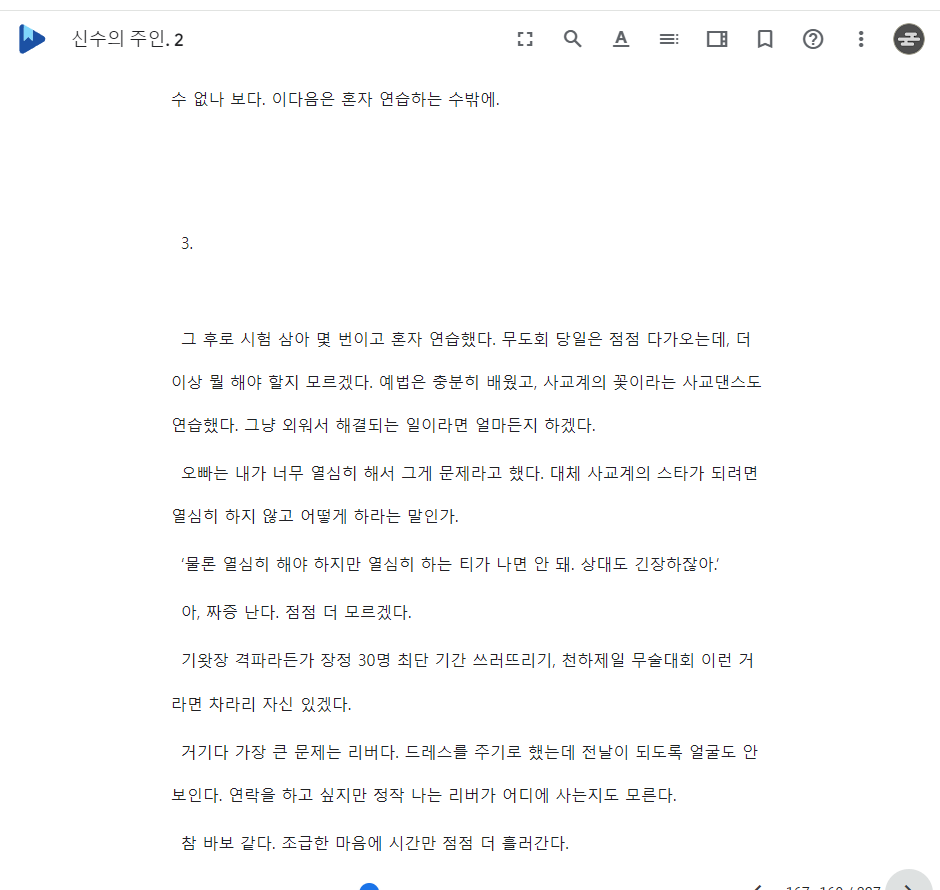 신수의 주인. 2
수 없나 보다. 이다음은 혼자 연습하는 수밖에.
3.
그 후로 시험 삼아 몇 번이고 혼자 연습했다. 무도회 당일은 점점 다가오는데, 더
이상 뭘 해야 할지 모르겠다. 예법은 충분히 배웠고, 사교계의 꽃이라는 사교댄스도
연습했다. 그냥 외워서 해결되는 일이라면 얼마든지 하겠다.
오빠는 내가 너무 열심히 해서 그게 문제라고 했다. 대체 사교계의 스타가 되려면
열심히 하지 않고 어떻게 하라는 말인가.
‘물론 열심히 해야 하지만 열심히 하는 티가 나면 안 돼. 상대도 긴장하잖아.’
아, 짜증 난다. 점점 더 모르겠다.
기왓장 격파라든가 장정 30명 최단 기간 쓰러뜨리기, 천하제일 무술대회 이런 거
라면 차라리 자신 있겠다.
거기다 가장 큰 문제는 리버다. 드레스를 주기로 했는데 전날이 되도록 얼굴도 안
보인다. 연락을 하고 싶지만 정작 나는 리버가 어디에 사는지도 모른다.
참 바보 같다. 조급한 마음에 시간만 점점 더 흘러간다.